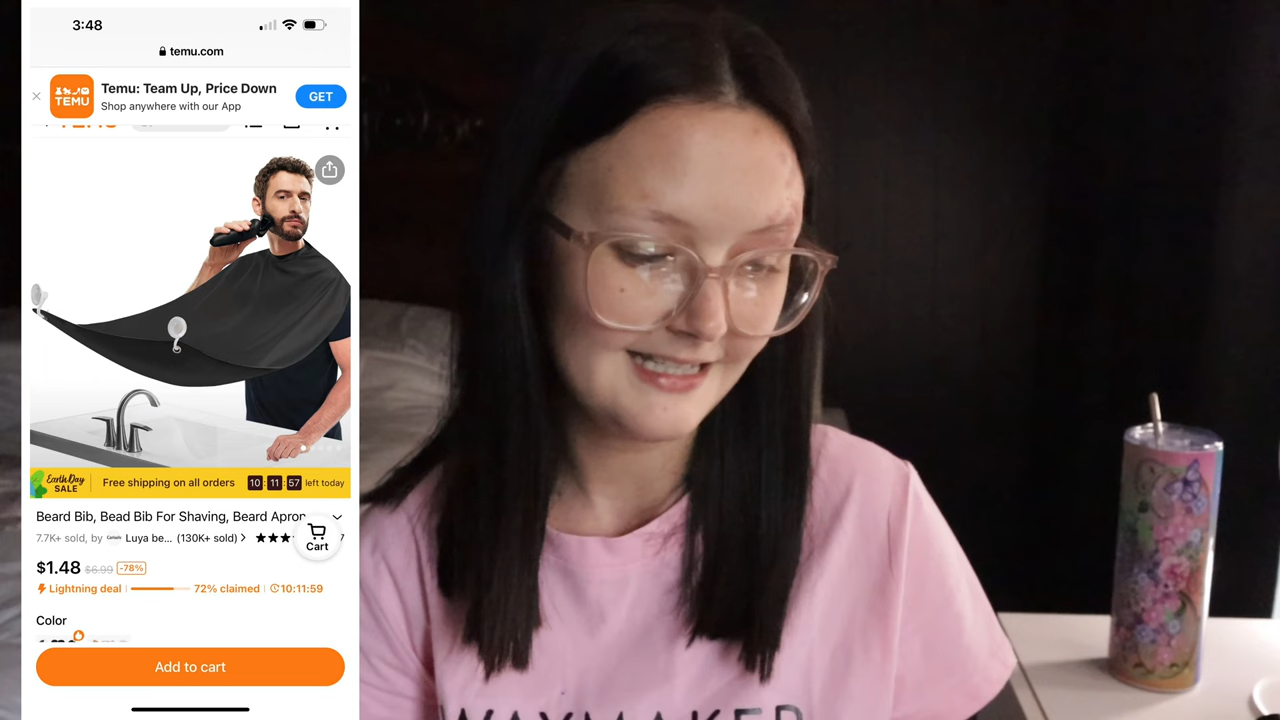 3:48
temu.com
TEMU
Temu: Team Up, Price Down
Shop anywhere with our App
GET
Earth Day
SALE
Free shipping on all orders
10 11 57 left today
Beard Bib, Bead Bib For Shaving, Beard Apron
7.7K+ sold, by Luya be... (130K+ sold)
Cart
$1.48 $6.99 -78%
Lightning deal 72% claimed 10:11:59
Color
Add to cart
WAYMAKER